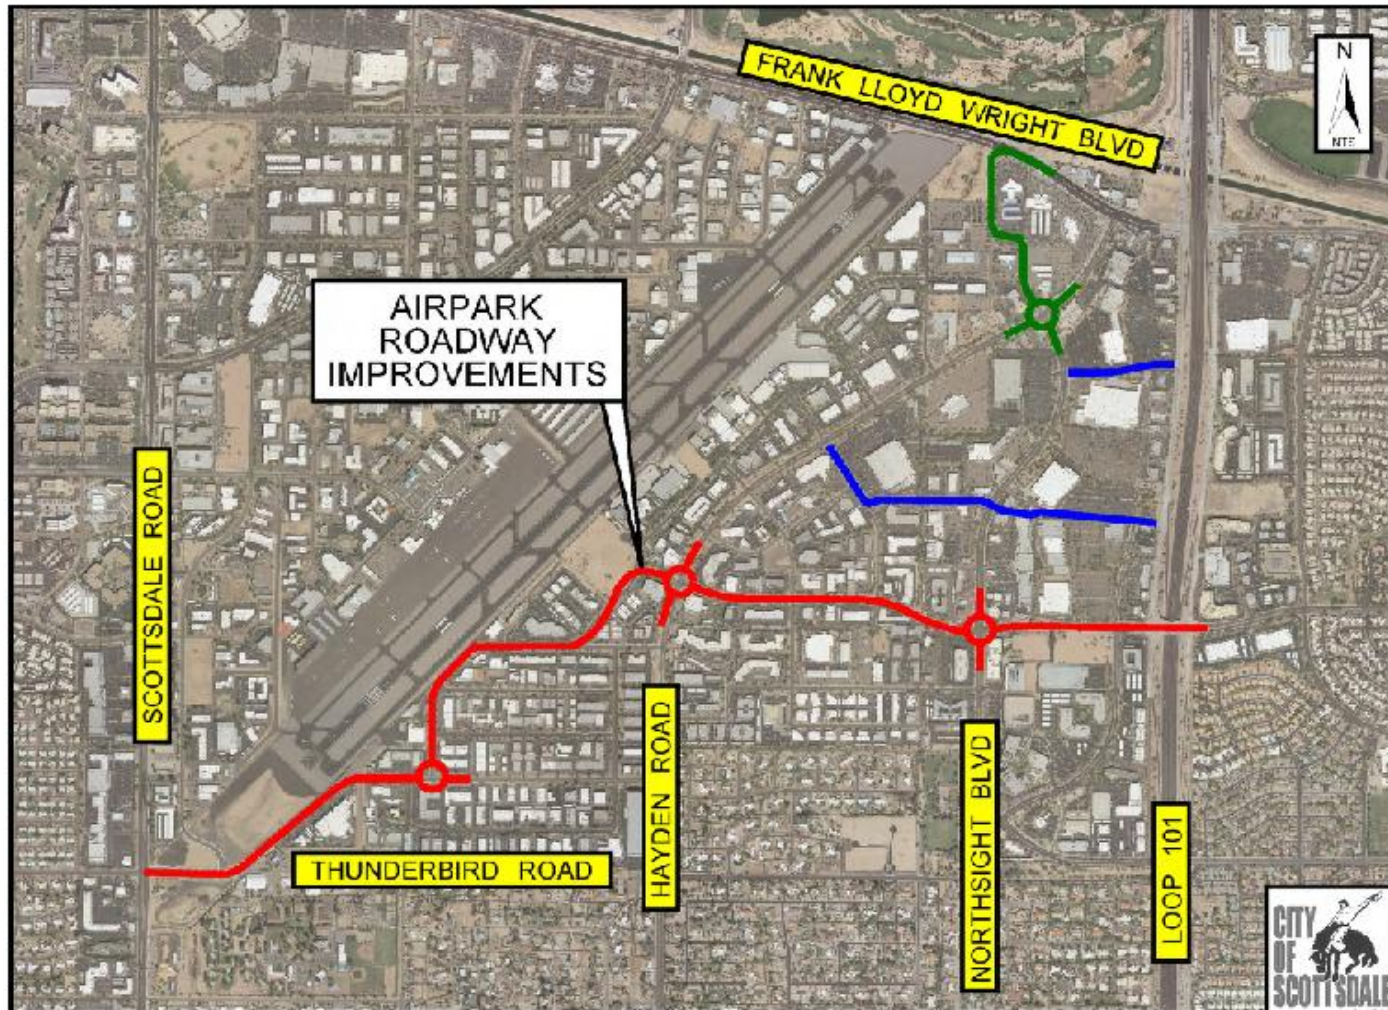 FRANK LLOYD WRIGHT BLVD
N
NTS
AIRPARK
ROADWAY
IMPROVEMENTS
SCOTTSDALE ROAD
HAYDEN ROAD
NORTHSIGHT BLVD
LOOP 101
THUNDERBIRD ROAD
CITY
OF
SCOTTSDALE